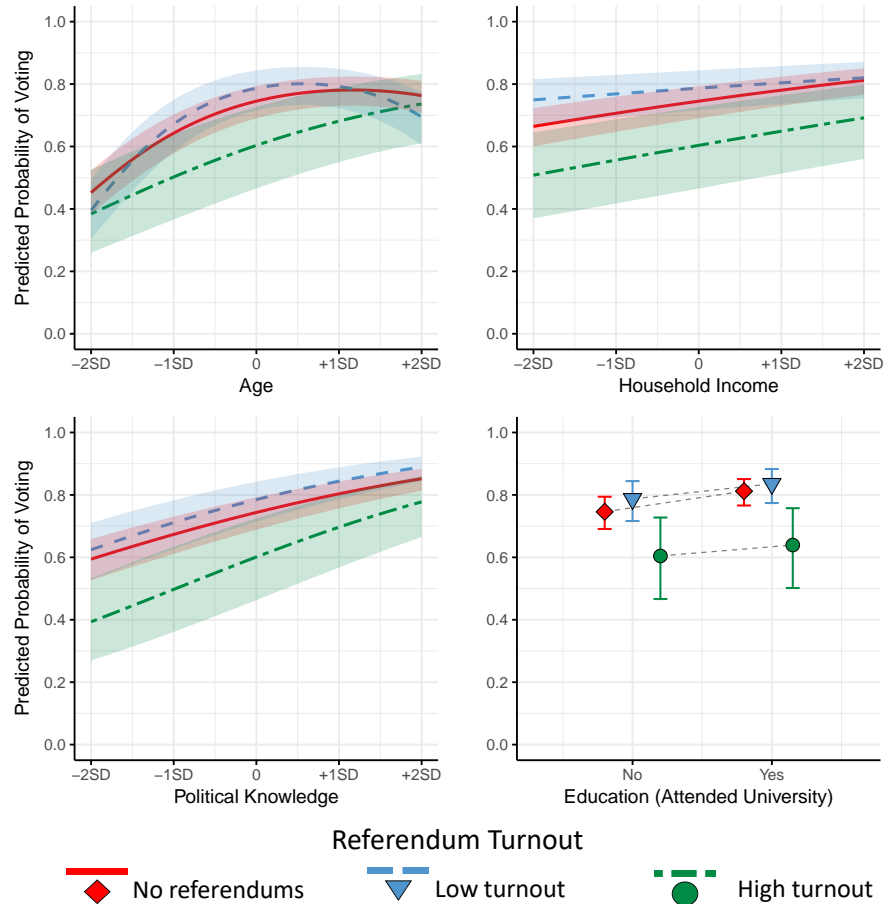 Predicted Probability of Voting
1.0
0.8
0.6
0.4
0.2
0.0
−2SD −1SD 0 +1SD +2SD
Age
1.0
0.8
0.6
0.4
0.2
0.0
−2SD −1SD 0 +1SD +2SD
Household Income
Predicted Probability of Voting
1.0
0.8
0.6
0.4
0.2
0.0
−2SD −1SD 0 +1SD +2SD
Political Knowledge
1.0
0.8
0.6
0.4
0.2
0.0
No Yes
Education (Attended University)
Referendum Turnout
No referendums Low turnout High turnout